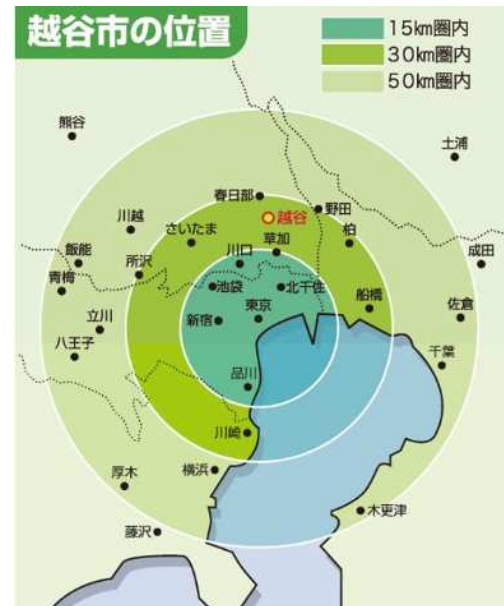 越谷市の位置
15km圏内
30km圏内
50km圏内
熊谷
土浦
春日部
野田
越谷
川越
さいたま
柏
草加
川口
飯能
所沢
成田
青梅
池袋
北千住
船橋
佐倉
立川
新宿
東京
八王子
千葉
品川
川崎
横浜
厚木
木更津
藤沢